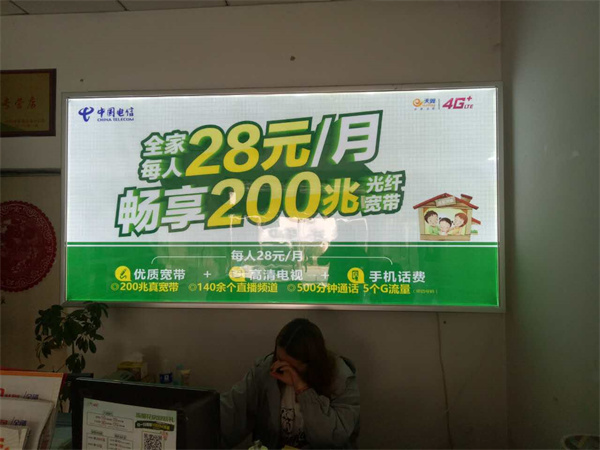 中国电信
CHINA TELECOM
天翼
4G+
LTE
全家
每人28元/月
畅享200兆光纤宽带
每人28元/月
优质宽带 + 高清电视 + 手机话费
200兆真宽带 140余个直播频道 500分钟通话 5个G流量